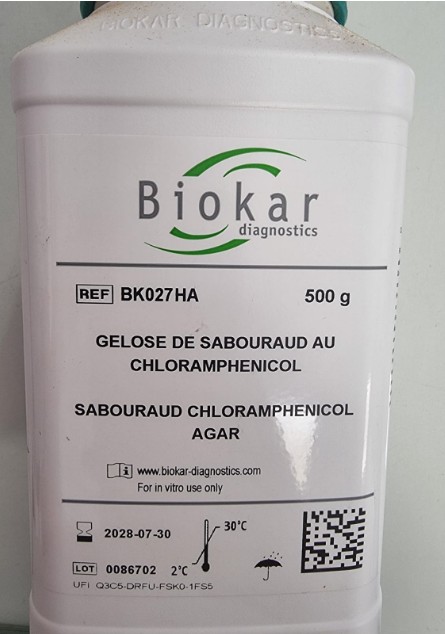 BIOKAR DIAGNOSTICS
Biokar
diagnostics
REF BK027HA 500 g
GELOSE DE SABOURAUD AU
CHLORAMPHENICOL
SABOURAUD CHLORAMPHENICOL
AGAR
i www.biokar-diagnostics.com
For in vitro use only
2028-07-30 30°C
LOT 0086702 2°C
UFI Q3C5-DRFU-FSK0-1FS5